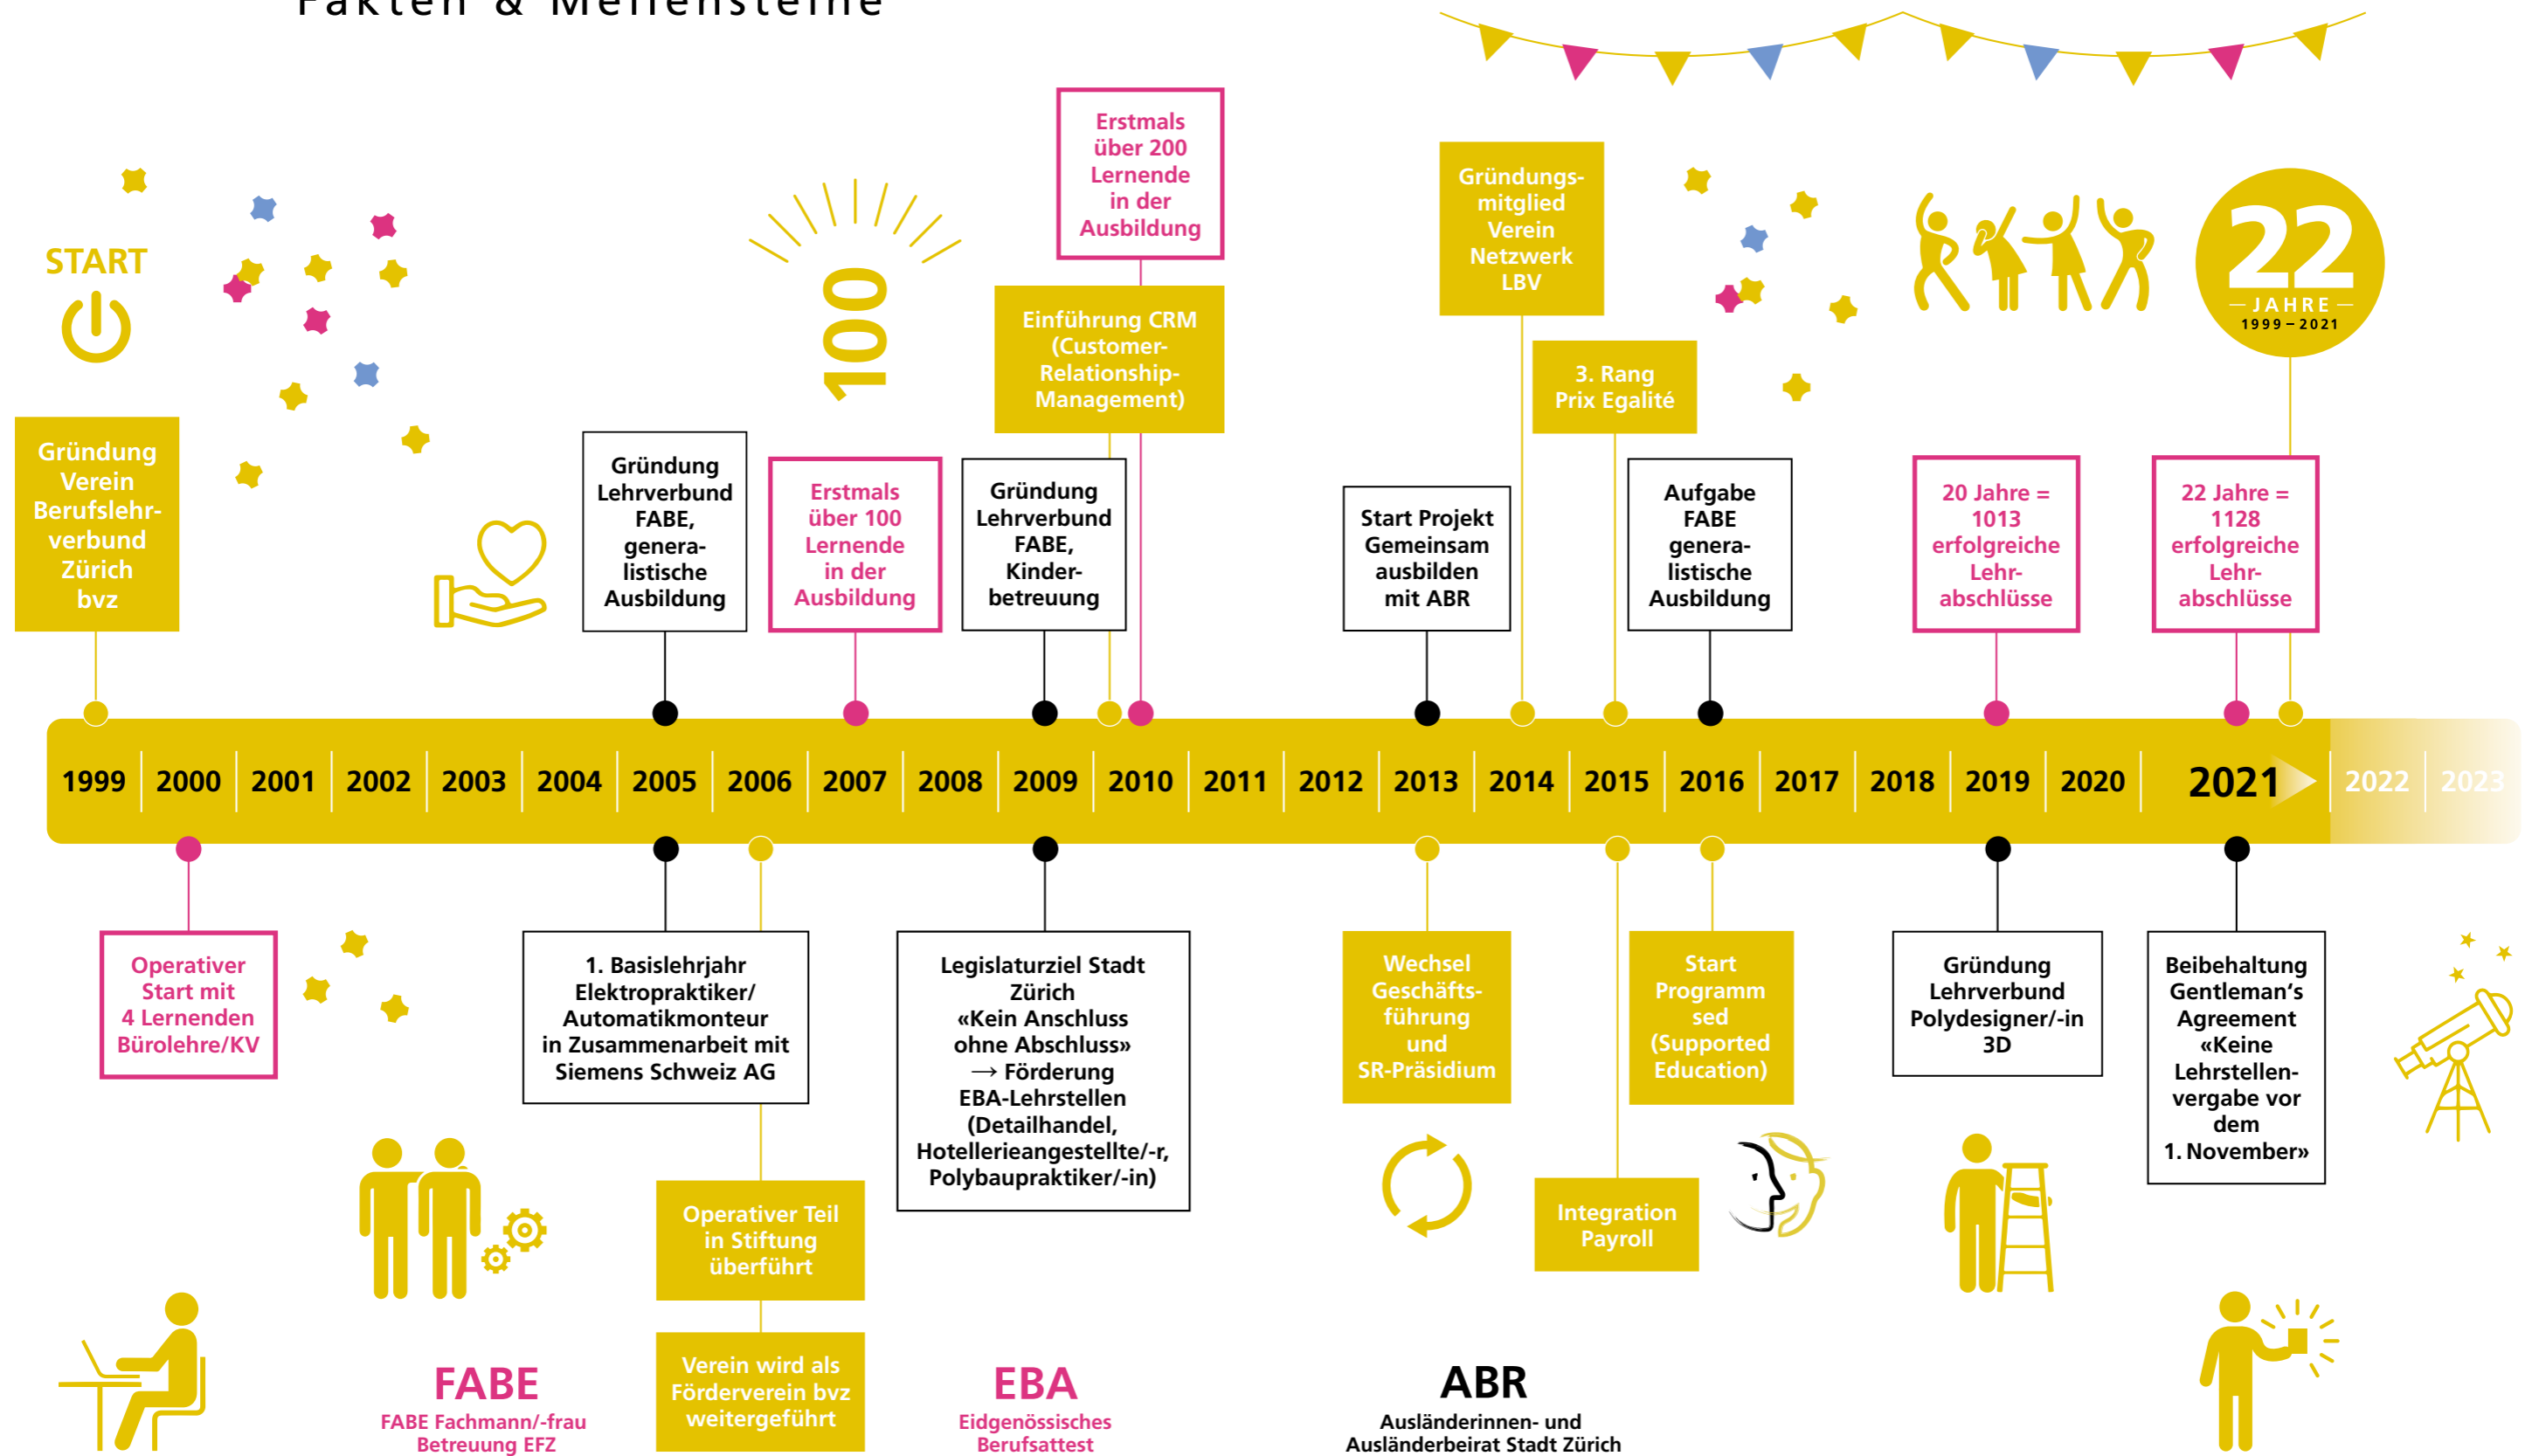 Fakten & Meilensteine
START
100
Erstmals
über 200
Lernende
in der
Ausbildung
Einführung CRM
(Customer-
Relationship-
Management)
Gründungs-
mitglied
Verein
Netzwerk
LBV
3. Rang
Prix Egalité
22
JAHRE
1999–2021
Gründung
Verein
Berufslehr-
verbund
Zürich
bvz
Gründung
Lehrverbund
FABE,
genera-
listische
Ausbildung
Erstmals
über 100
Lernende
in der
Ausbildung
Gründung
Lehrverbund
FABE,
Kinder-
betreuung
Start Projekt
Gemeinsam
ausbilden
mit ABR
Aufgabe
FABE
genera-
listische
Ausbildung
20 Jahre =
1013
erfolgreiche
Lehr-
abschlüsse
22 Jahre =
1128
erfolgreiche
Lehr-
abschlüsse
1999 2000 2001 2002 2003 2004 2005 2006 2007 2008 2009 2010 2011 2012 2013 2014 2015 2016 2017 2018 2019 2020 2021 2022 2023
Operativer
Start mit
4 Lernenden
Bürolehre/KV
1. Basislehrjahr
Elektropraktiker/
Automatikmonteur
in Zusammenarbeit mit
Siemens Schweiz AG
Operativer Teil
in Stiftung
überführt
Verein wird als
Förderverein bvz
weitergeführt
Legislaturziel Stadt
Zürich
«Kein Anschluss
ohne Abschluss»
→ Förderung
EBA-Lehrstellen
(Detailhandel,
Hotellerieangestellte/-r,
Polybaupraktiker/-in)
Wechsel
Geschäfts-
führung
und
SR-Präsidium
Integration
Payroll
Start
Programm
sed
(Supported
Education)
Gründung
Lehrverbund
Polydesigner/-in
3D
Beibehaltung
Gentleman‘s
Agreement
«Keine
Lehrstellen-
vergabe vor
dem
1. November»
FABE
FABE Fachmann/-frau
Betreuung EFZ
EBA
Eidgenössisches
Berufsattest
ABR
Ausländerinnen- und
Ausländerbeirat Stadt Zürich